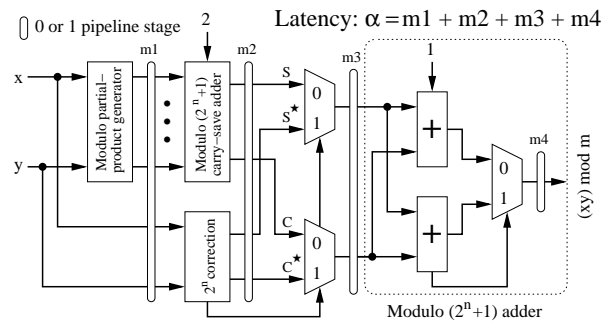 0 or 1 pipeline stage
Latency: α = m1 + m2 + m3 + m4
m1
2
m2
m3
1
m4
x
y
Modulo partial-
product generator
Modulo (2^n+1)
carry-save adder
2^n correction
S
S★
C
C★
0
1
0
1
+
+
0
1
(xy) mod m
Modulo (2^n+1) adder